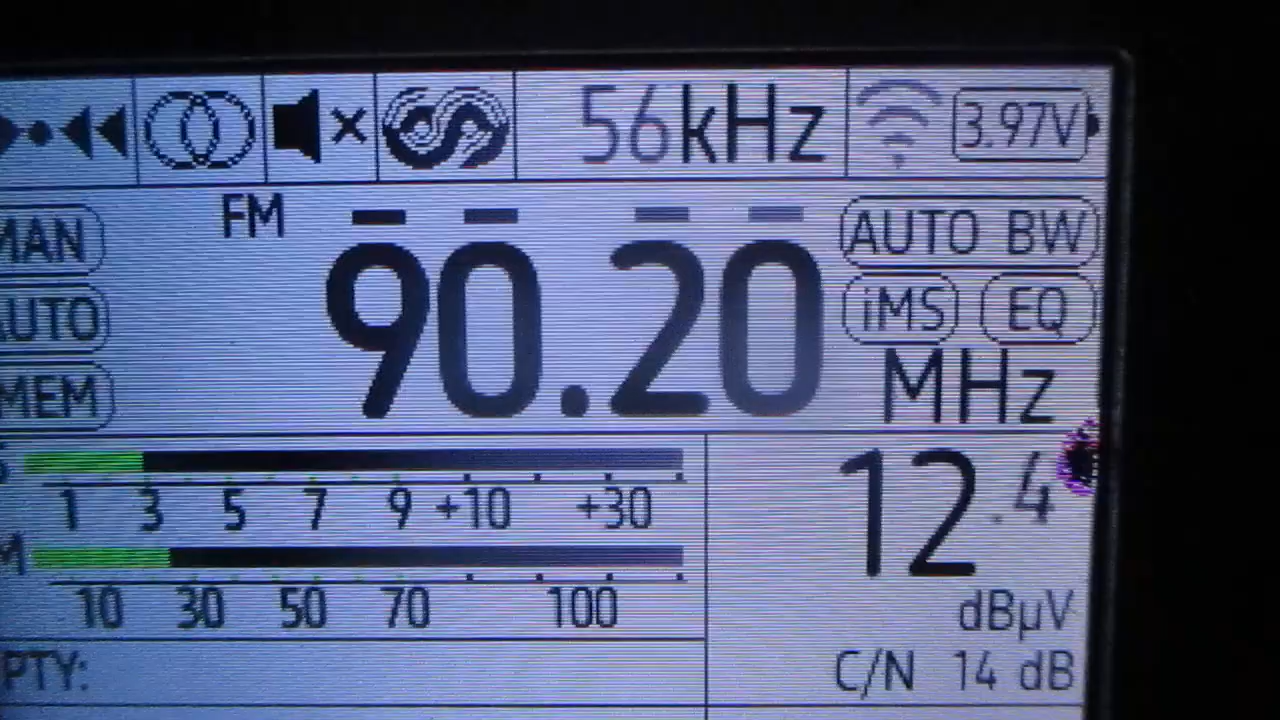 56kHz 3.97V
FM
MAN 90.20 AUTO BW
AUTO iMS EQ
MEM MHz
1 3 5 7 9 +10 +30
12.4
M
10 30 50 70 100 dBµV
PTY: C/N 14 dB